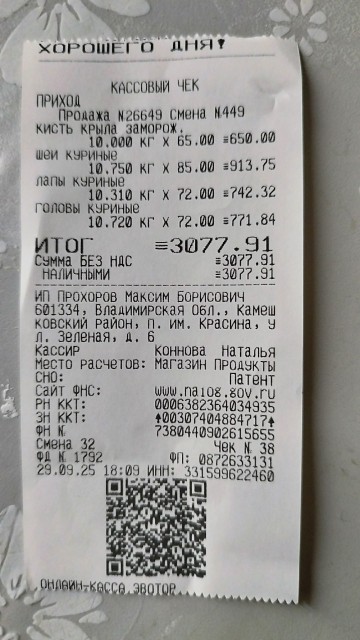 ХОРОШЕГО ДНЯ!
КАССОВЫЙ ЧЕК
ПРИХОД
Продажа N26649 Смена N449
КИСТЬ КРЫЛА ЗАМОРОЖ.
10.000 КГ X 65.00 =650.00
ШЕИ КУРИНЫЕ
10.750 КГ X 85.00 =913.75
ЛАПЫ КУРИНЫЕ
10.310 КГ X 72.00 =742.32
ГОЛОВЫ КУРИНЫЕ
10.720 КГ X 72.00 =771.84
ИТОГ =3077.91
Сумма БЕЗ НДС =3077.91
НАЛИЧНЫМИ =3077.91
ИП Прохоров Максим Борисович
601334, Владимирская Обл., Камеш
ковский Район, п. им. Красина, у
л. Зеленая, д. 6
Кассир Коннова Наталья
Место расчетов: Магазин Продукты
СНО: Патент
Сайт ФНС: www.nalog.gov.ru
РН ККТ: 0006382364034935
ЗН ККТ: ↑00307404884717↑
ФН № 7380440902615655
Смена 32 Чек N 38
ФД N 1792 ФП: 0872633131
29.09.25 18:09 ИНН: 331599622460
ОНЛАЙН-КАССА ЭВОТОР